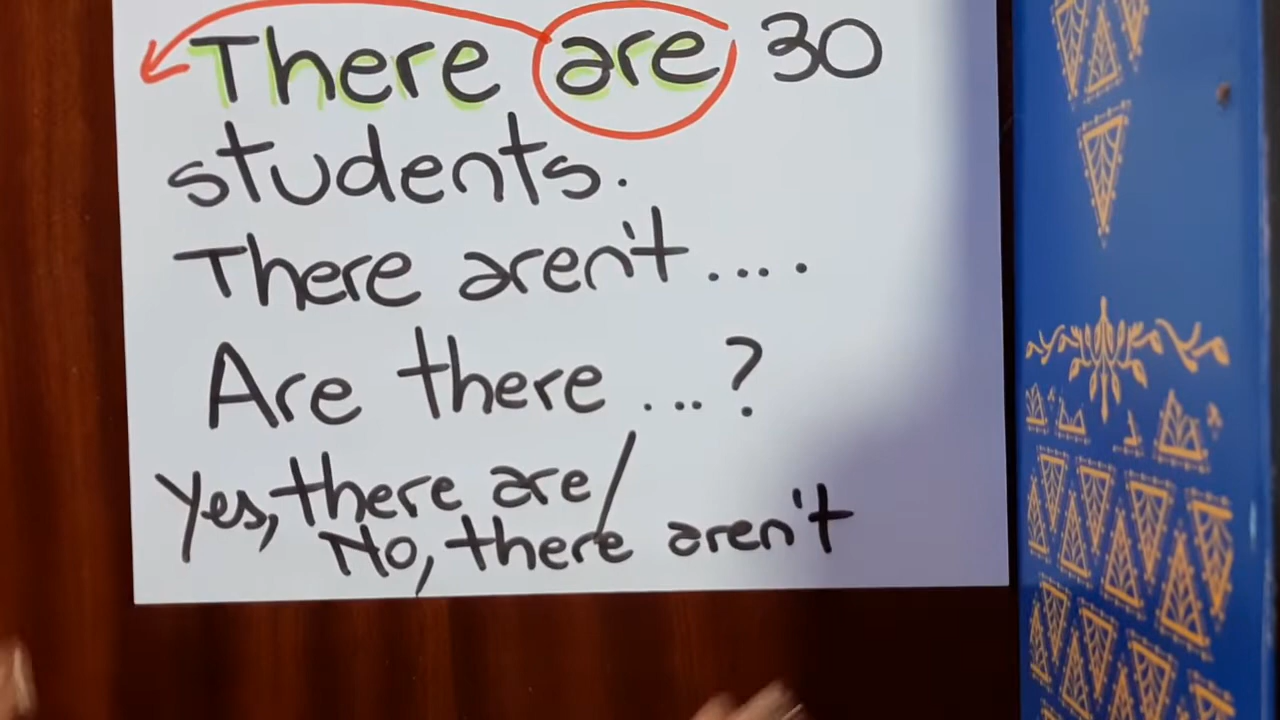 There are 30
students.
There aren't....
Are there ...?
Yes, there are/
No, there aren't